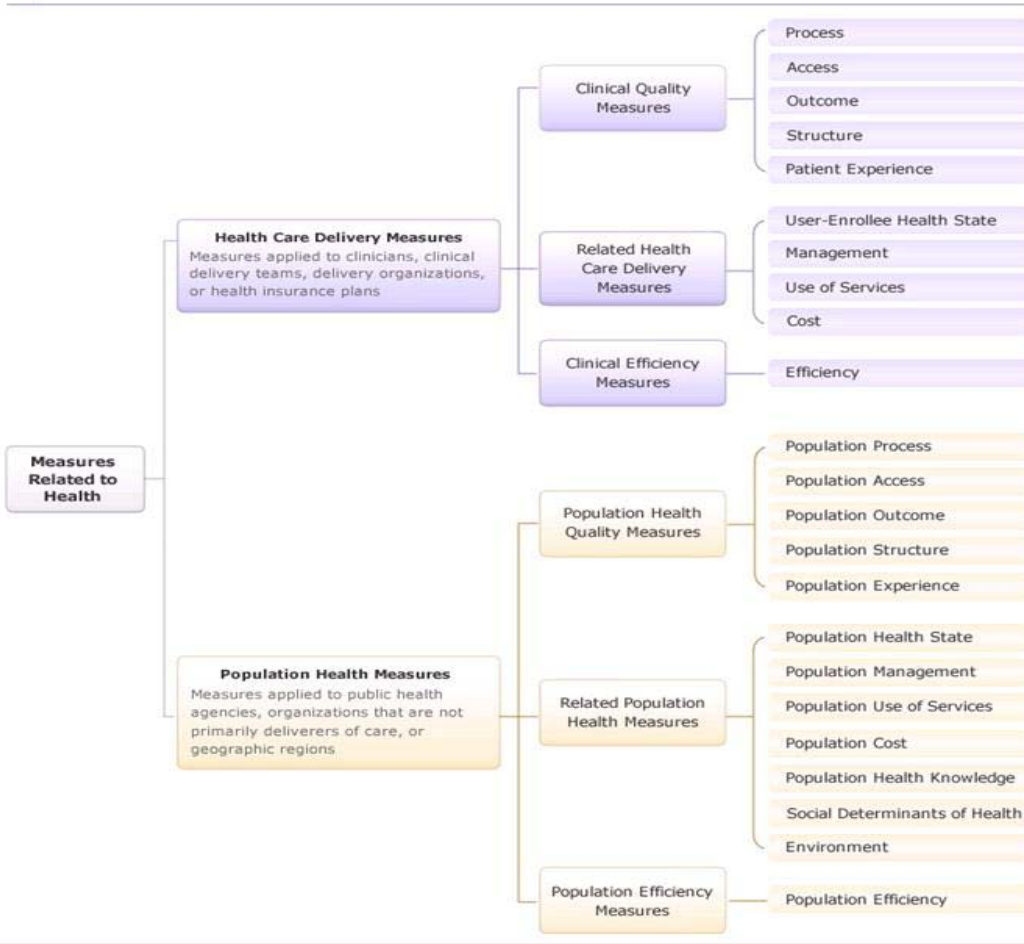 Measures
Related to
Health
Health Care Delivery Measures
Measures applied to clinicians, clinical
delivery teams, delivery organizations,
or health insurance plans
Clinical Quality
Measures
Process
Access
Outcome
Structure
Patient Experience
Related Health
Care Delivery
Measures
User-Enrollee Health State
Management
Use of Services
Cost
Clinical Efficiency
Measures
Efficiency
Population Health Measures
Measures applied to public health
agencies, organizations that are not
primarily deliverers of care, or
geographic regions
Population Health
Quality Measures
Population Process
Population Access
Population Outcome
Population Structure
Population Experience
Related Population
Health Measures
Population Health State
Population Management
Population Use of Services
Population Cost
Population Health Knowledge
Social Determinants of Health
Environment
Population Efficiency
Measures
Population Efficiency